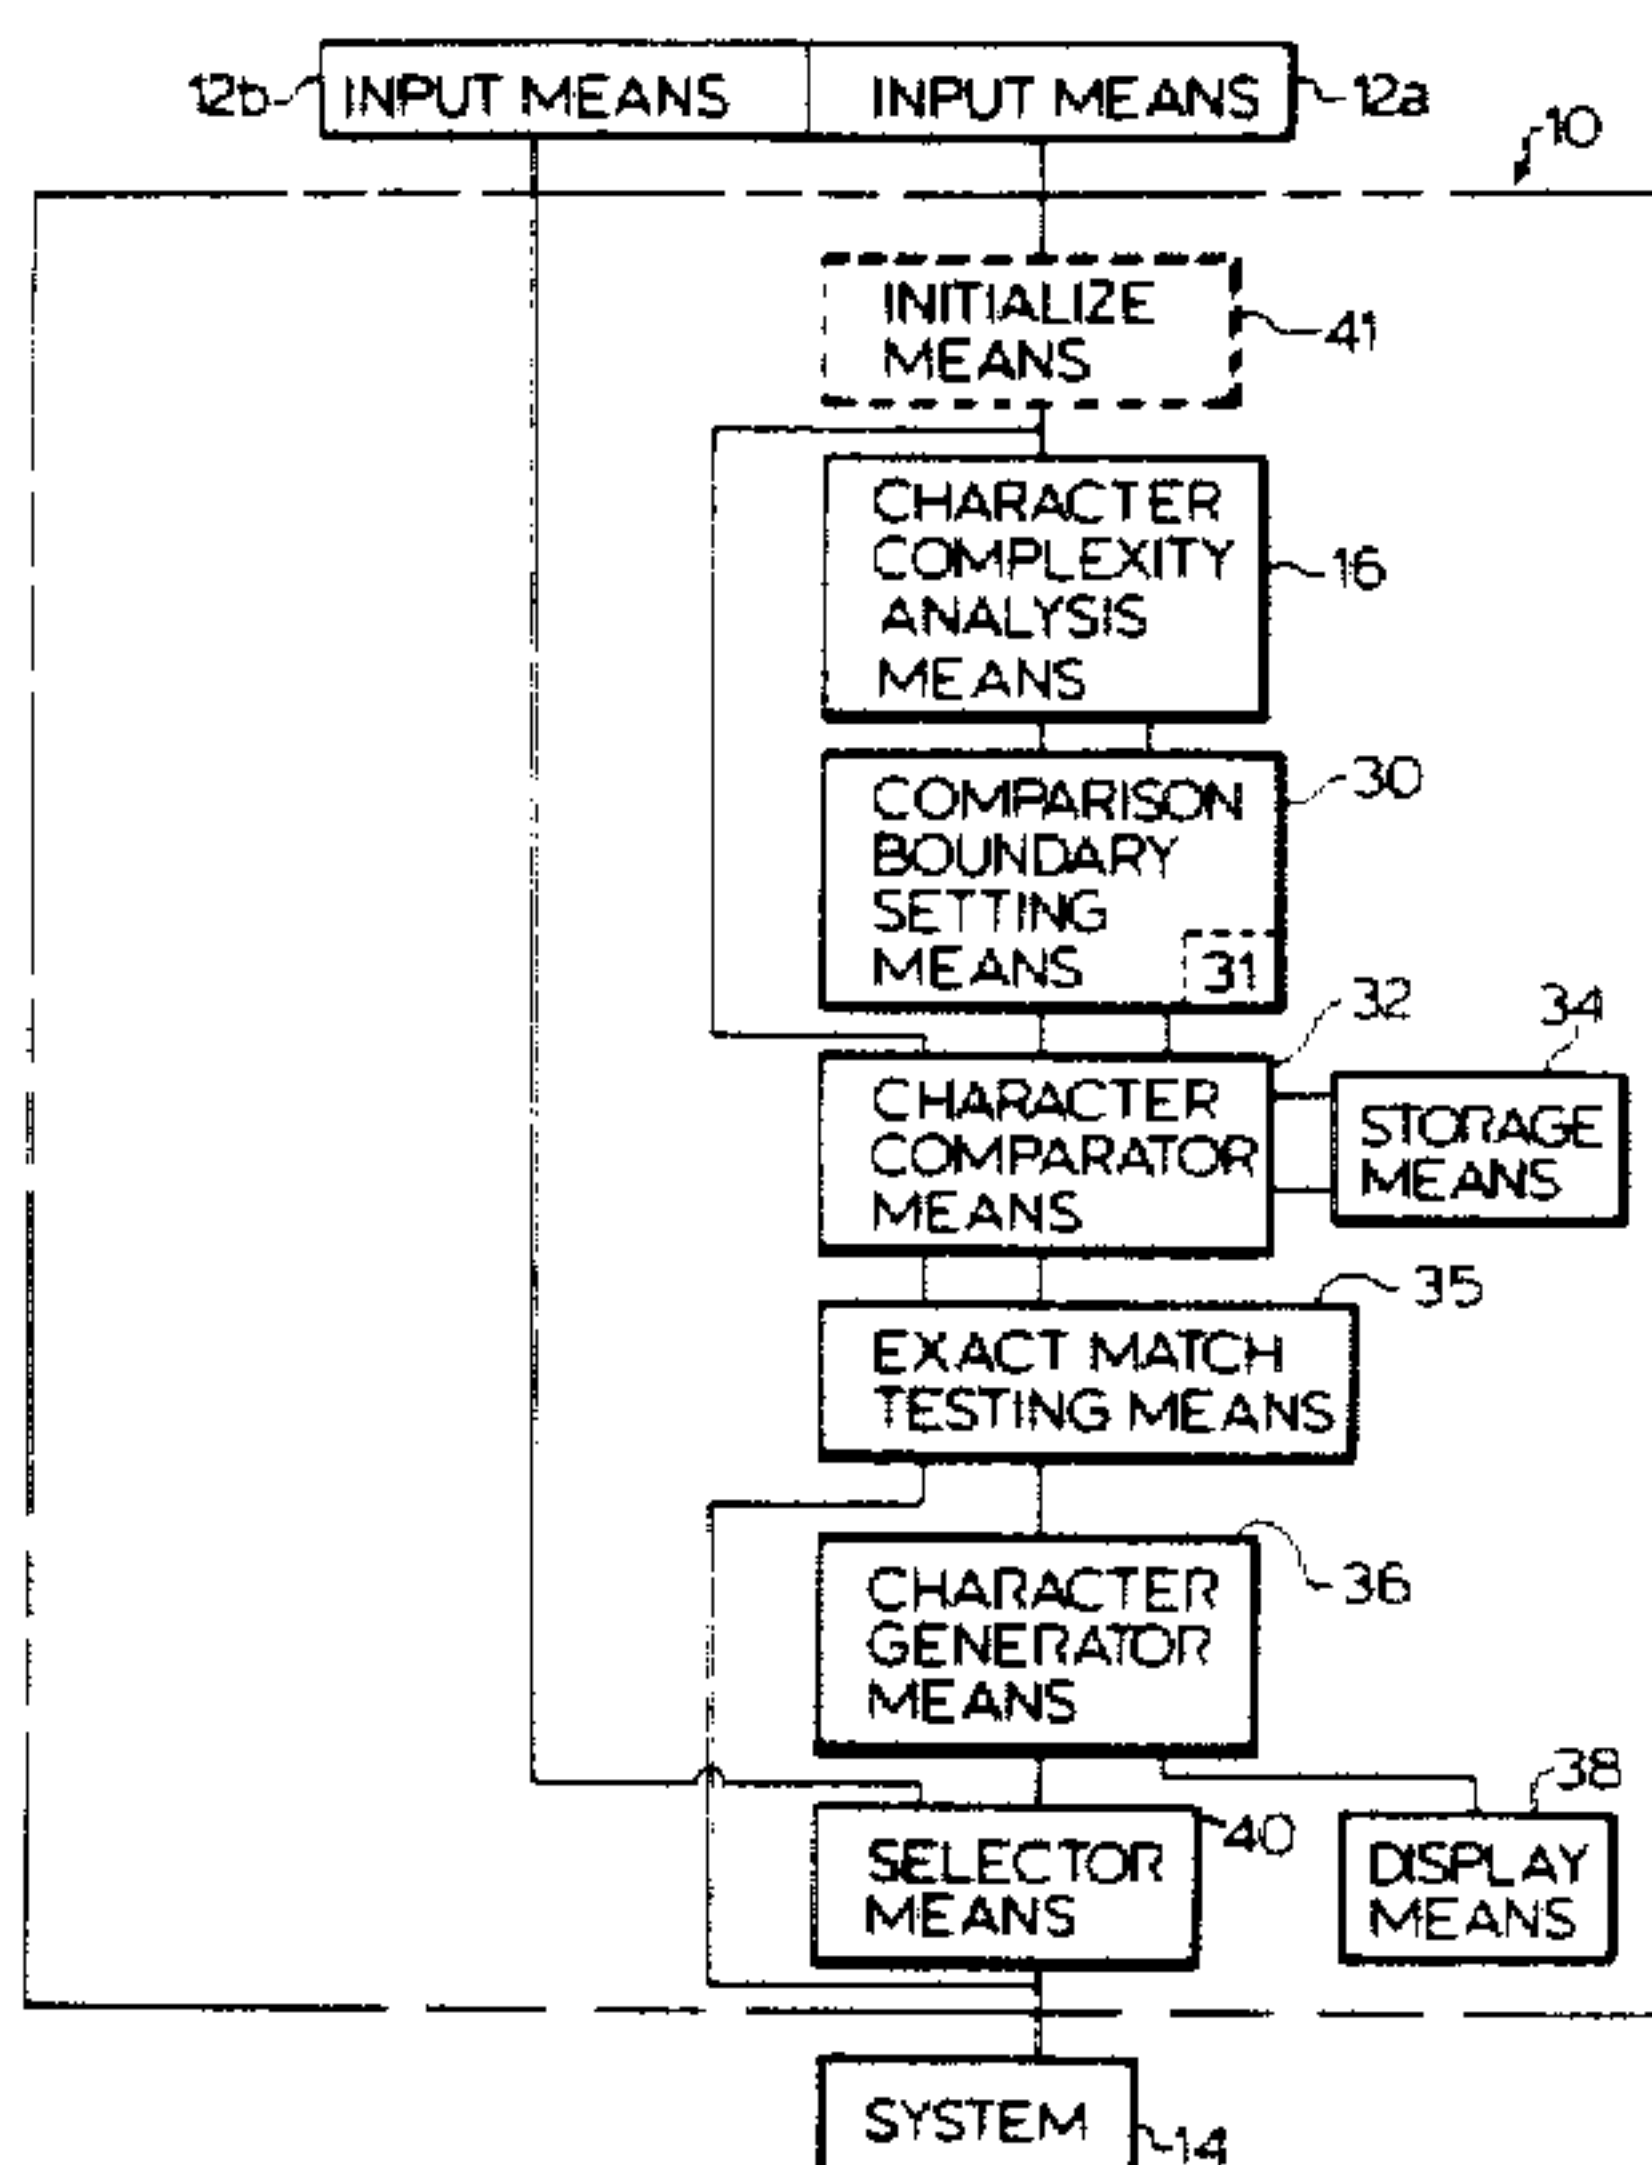 12b INPUT MEANS INPUT MEANS 12a
10
INITIALIZE
MEANS
41
CHARACTER
COMPLEXITY
ANALYSIS
MEANS
16
COMPARISON
BOUNDARY
SETTING
MEANS
30
31
32
34
CHARACTER
COMPARATOR
MEANS
STORAGE
MEANS
35
EXACT MATCH
TESTING MEANS
36
CHARACTER
GENERATOR
MEANS
38
40
SELECTOR
MEANS
DISPLAY
MEANS
SYSTEM
14